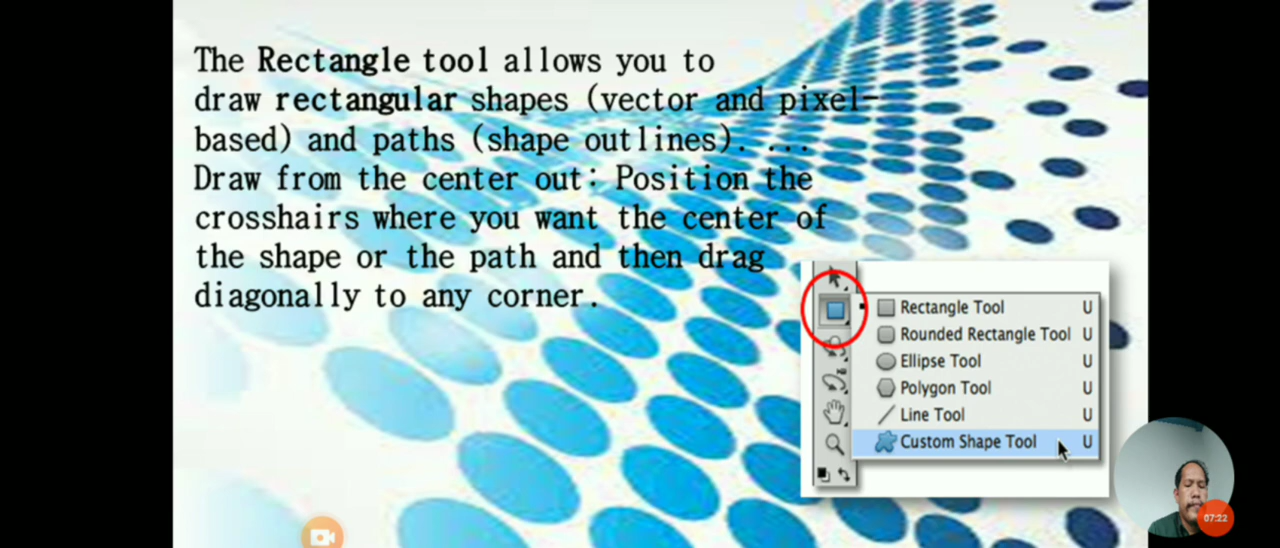 The Rectangle tool allows you to
draw rectangular shapes (vector and pixel-
based) and paths (shape outlines). ...
Draw from the center out: Position the
crosshairs where you want the center of
the shape or the path and then drag
diagonally to any corner.
Rectangle Tool U
Rounded Rectangle Tool U
Ellipse Tool U
Polygon Tool U
Line Tool U
Custom Shape Tool U
07:22